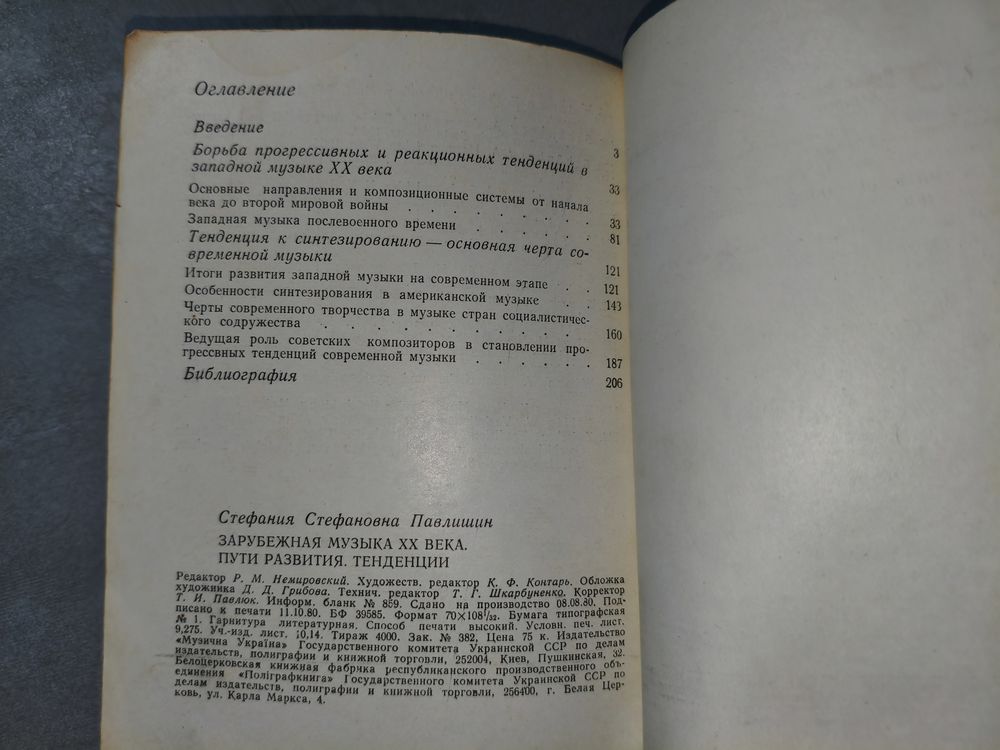 Оглавление
Введение 3
Борьба прогрессивных и реакционных тенденций в
западной музыке XX века 33
Основные направления и композиционные системы от начала
века до второй мировой войны . . . . . . . 33
Западная музыка послевоенного времени . . . . . 81
Тенденция к синтезированию — основная черта со-
временной музыки 121
Итоги развития западной музыки на современном этапе . . 121
Особенности синтезирования в американской музыке . . 143
Черты современного творчества в музыке стран социалистичес-
кого содружества . . . . . . . . . . 160
Ведущая роль советских композиторов в становлении про-
грессвных тенденций современной музыки . . . . . . 187
Библиография 206
Стефания Стефановна Павлишин
ЗАРУБЕЖНАЯ МУЗЫКА XX ВЕКА.
ПУТИ РАЗВИТИЯ. ТЕНДЕНЦИИ
Редактор Р. М. Немировский. Художеств. редактор К. Ф. Контарь. Обложка
художника Д. Д. Грибова. Технич. редактор Т. Г. Шкарбуненко. Корректор
Т. И. Павлюк. Информ. бланк № 859. Сдано на производство 08.08.80. Под-
писано к печати 11.10.80. БФ 39585. Формат 70×108¹/₃₂. Бумага типографская
№ 1. Гарнитура литературная. Способ печати высокий. Условн. печ. лист.
9,275. Уч.-изд. лист. 10,14. Тираж 4000. Зак. № 382, Цена 75 к. Издательство
«Музична Україна» Государственного комитета Украинской ССР по делам
издательств, полиграфии и книжной торговли, 252004, Киев, Пушкинская, 32.
Белоцерковская книжная фабрика республиканского производственного объ-
единения «Поліграфкнига» Государственного комитета Украинской ССР по
делам издательств, полиграфии и книжной торговли, 256400, г. Белая Цер-
ковь, ул. Карла Маркса, 4.